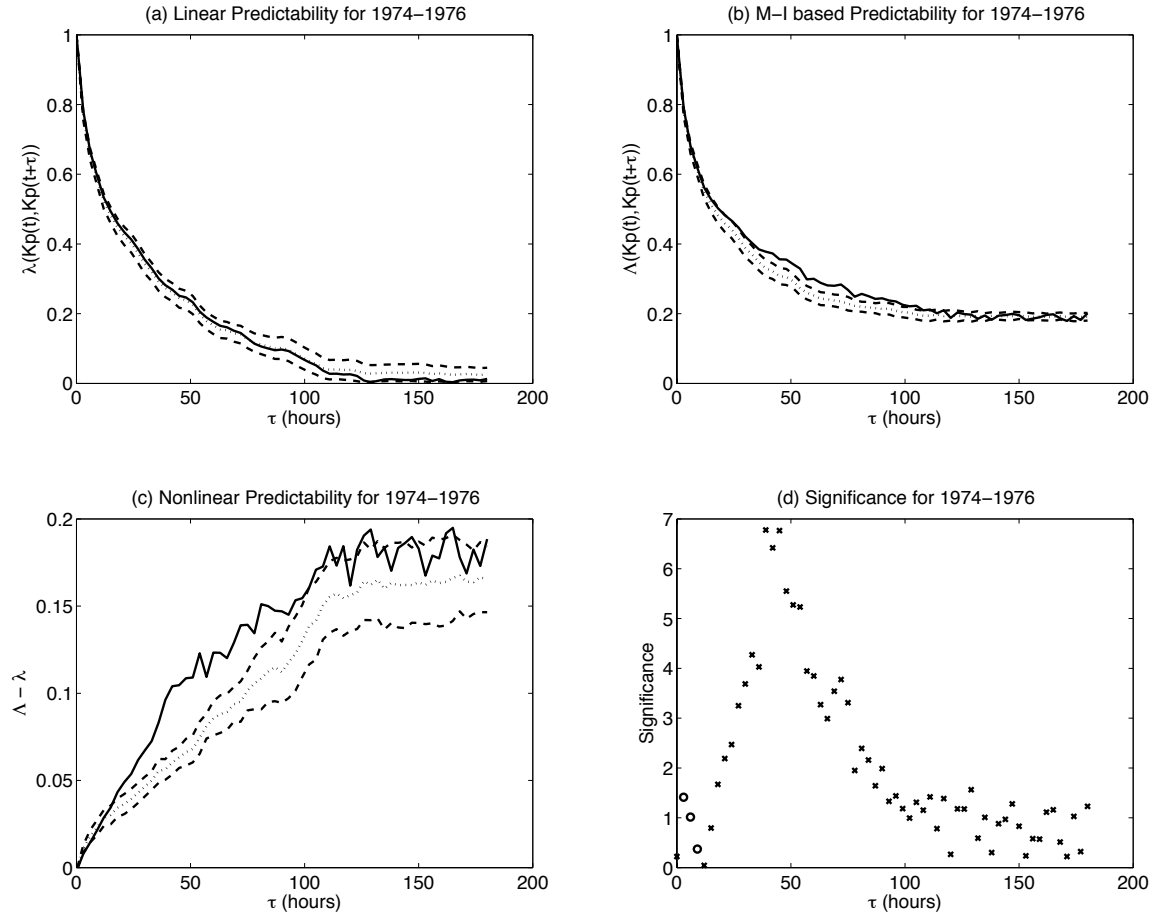 (a) Linear Predictability for 1974−1976
1
0.8
0.6
0.4
0.2
0
λ(Kp(t),Kp(t+τ))
0 50 100 150 200
τ (hours)
(b) M−I based Predictability for 1974−1976
1
0.8
0.6
0.4
0.2
0
Λ(Kp(t),Kp(t+τ))
0 50 100 150 200
τ (hours)
(c) Nonlinear Predictability for 1974−1976
0.2
0.15
0.1
0.05
0
Λ − λ
0 50 100 150 200
τ (hours)
(d) Significance for 1974−1976
7
6
5
4
3
2
1
0
Significance
0 50 100 150 200
τ (hours)